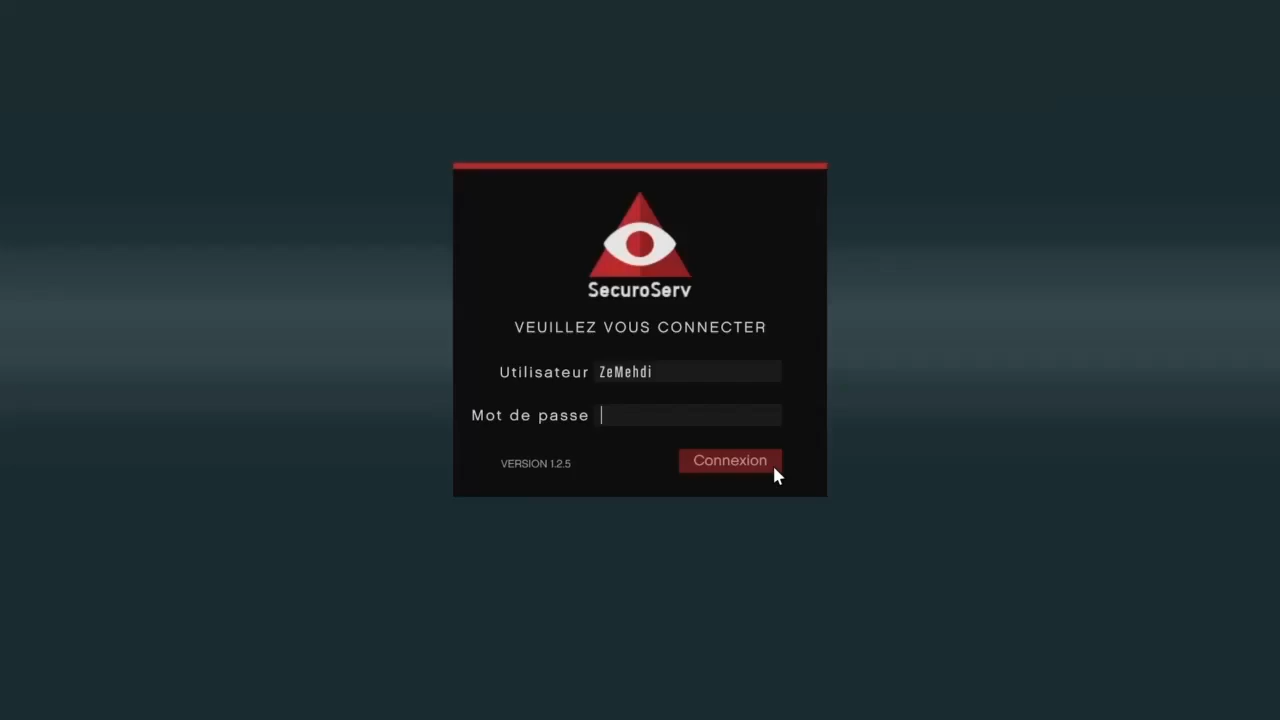 SecuroServ
VEUILLEZ VOUS CONNECTER
Utilisateur ZeMehdi
Mot de passe
VERSION 1.2.5 Connexion